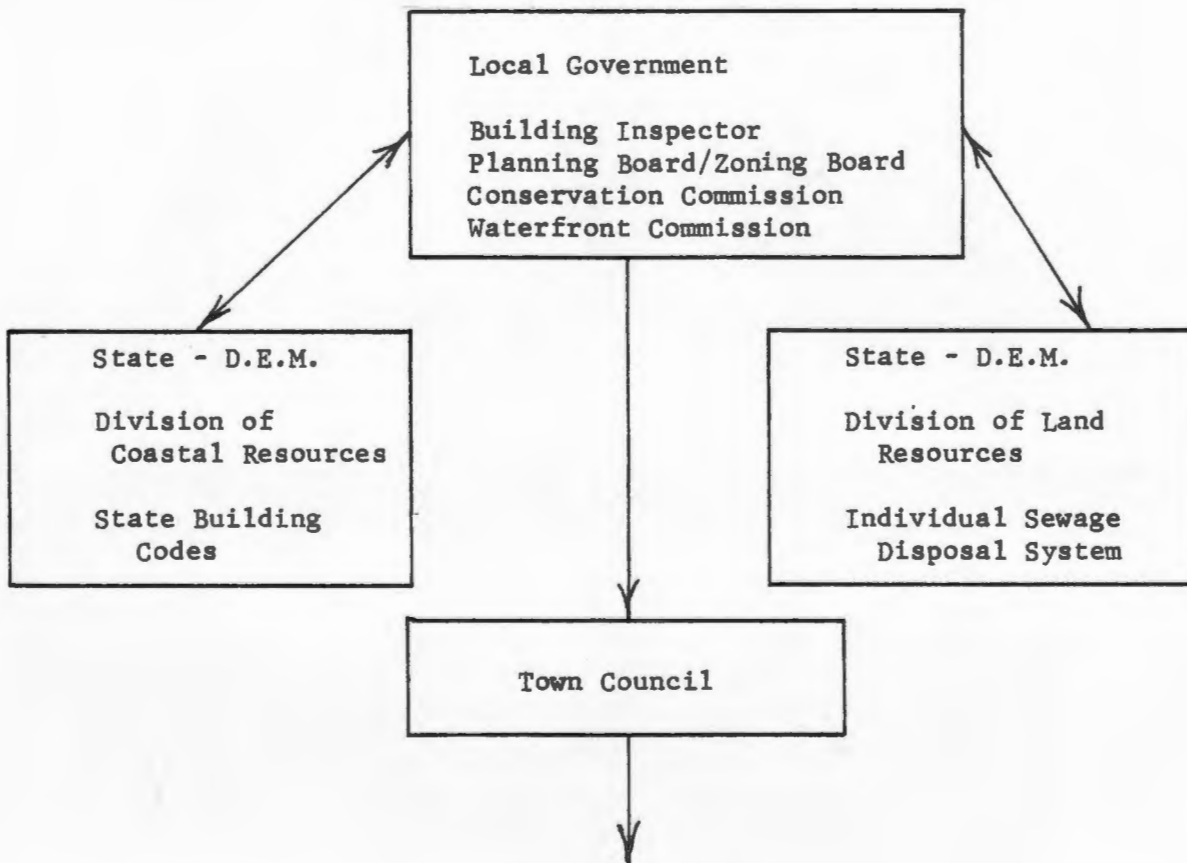 Local Government
Building Inspector
Planning Board/Zoning Board
Conservation Commission
Waterfront Commission
State - D.E.M.
Division of
Coastal Resources
State Building
Codes
State - D.E.M.
Division of Land
Resources
Individual Sewage
Disposal System
Town Council